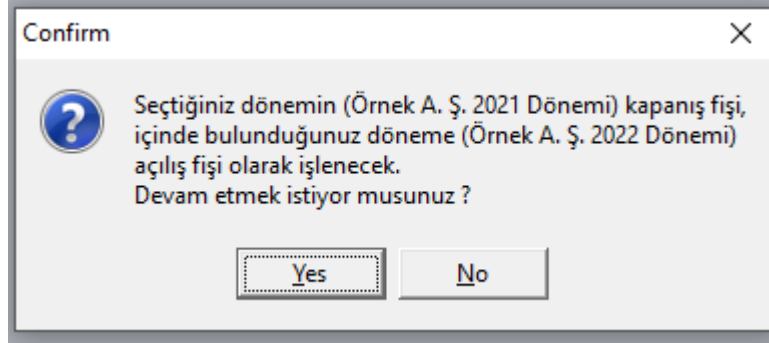 Confirm
Seçtiğiniz dönemin (Örnek A. Ş. 2021 Dönemi) kapanış fişi,
içinde bulunduğunuz döneme (Örnek A. Ş. 2022 Dönemi)
açılış fişi olarak işlenecek.
Devam etmek istiyor musunuz ?
Yes
No